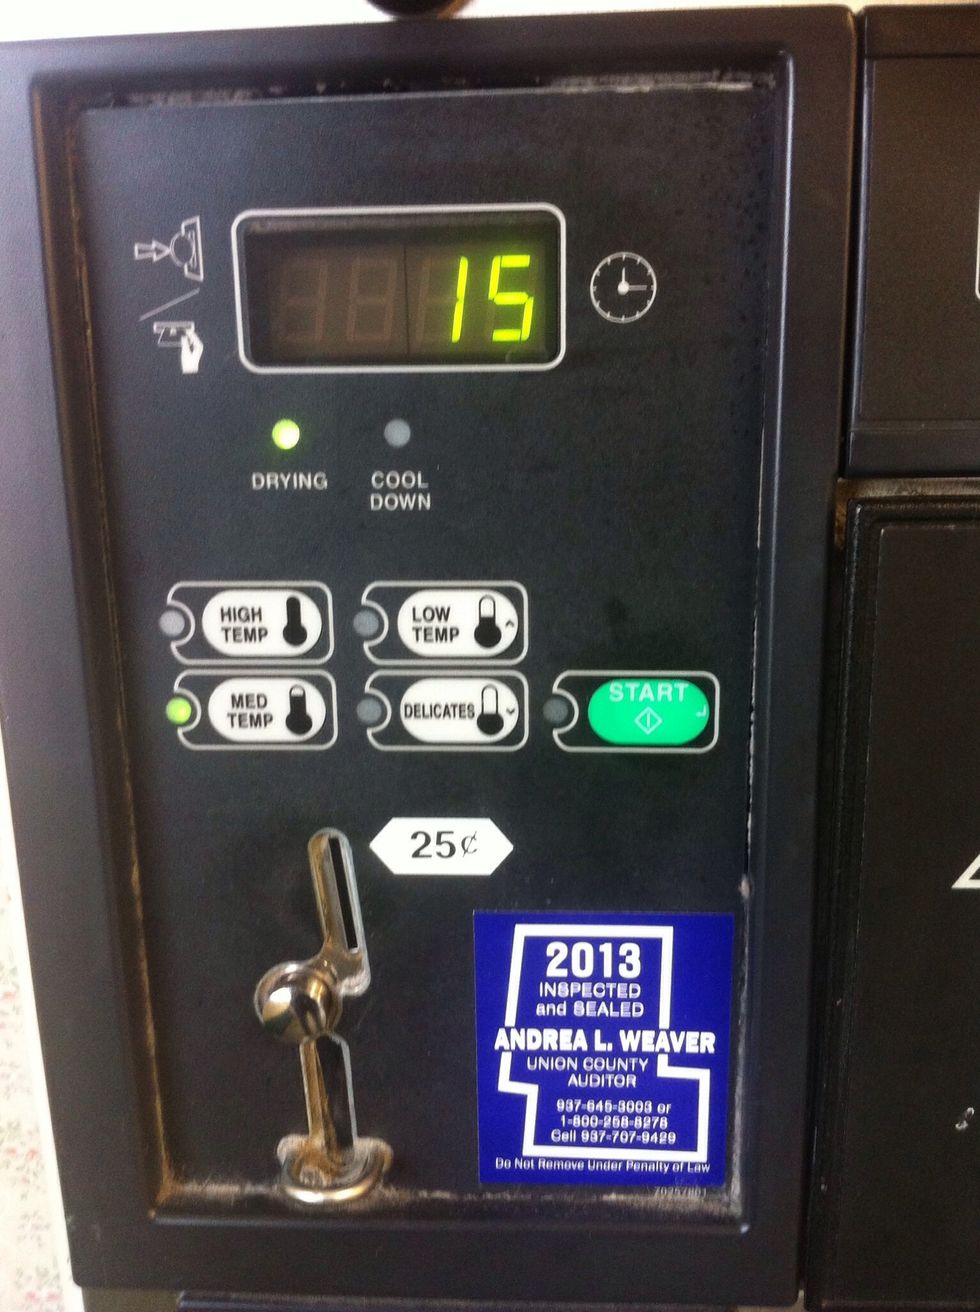 15
DRYING
COOL
DOWN
HIGH
TEMP
LOW
TEMP
MED
TEMP
DELICATES
START
25¢
2013
INSPECTED
and SEALED
ANDREA L. WEAVER
UNION COUNTY
AUDITOR
937-645-3003 or
1-800-258-8278
Cell 937-707-9429
Do Not Remove Under Penalty of Law